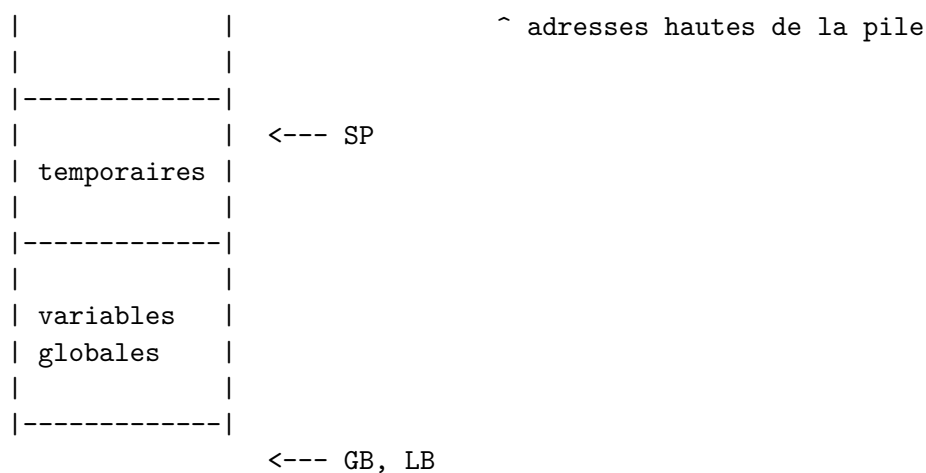 |             |                 ^ adresses hautes de la pile
|             |
|-------------|
|             |  <--- SP
| temporaires |
|             |
|-------------|
|             |
| variables   |
| globales    |
|             |
|-------------|
                 <--- GB, LB